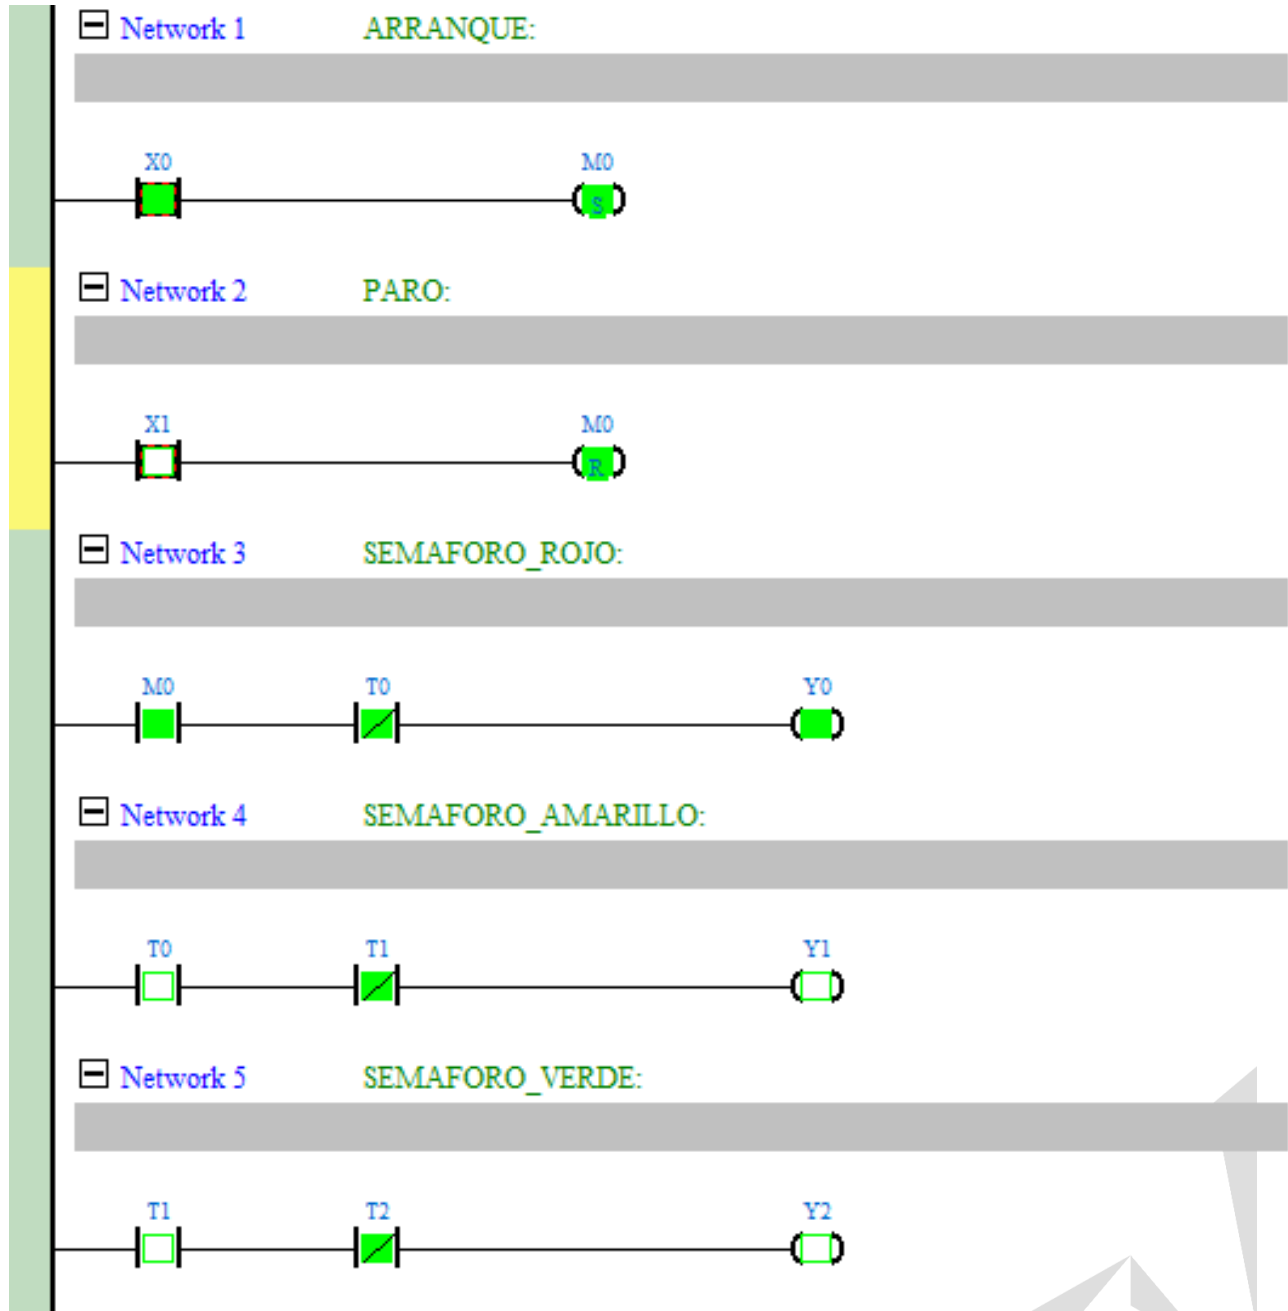 Network 1 ARRANQUE:
X0 M0
S
Network 2 PARO:
X1 M0
R
Network 3 SEMAFORO_ROJO:
M0 T0 Y0
Network 4 SEMAFORO_AMARILLO:
T0 T1 Y1
Network 5 SEMAFORO_VERDE:
T1 T2 Y2